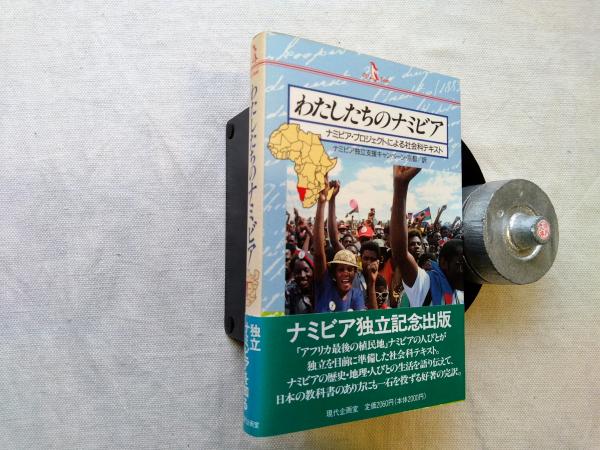 わたしたちのナミビア
ナミビア・プロジェクトによる社会科テキスト
ナミビア独立支援キャンペーン・京都/訳
ナミビア独立記念出版
「アフリカ最後の植民地」ナミビアの人びとが
独立を目前に準備した社会科テキスト。
ナミビアの歴史・地理・人びとの生活を語り伝えて、
日本の教科書のあり方にも一石を投ずる好著の完訳。
現代企画室 定価2060円(本体2000円)
わたしたちのナミビア
独立